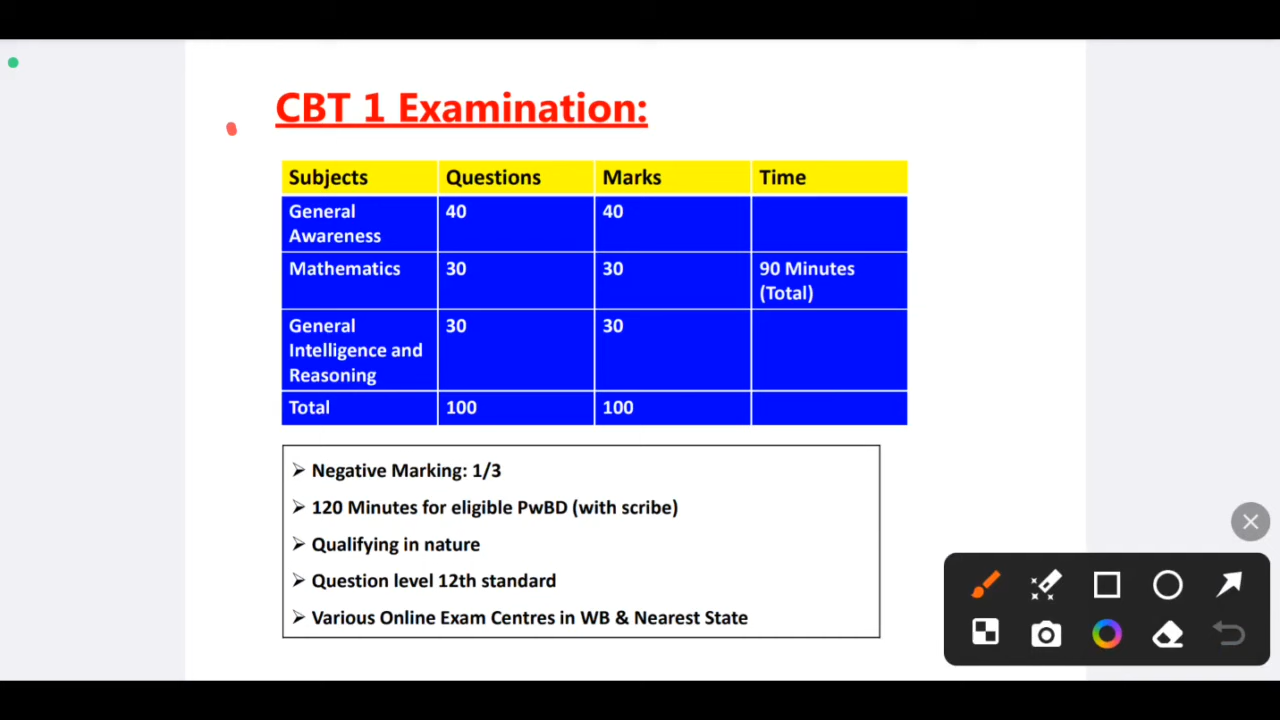 CBT 1 Examination:
Subjects Questions Marks Time
General
Awareness 40 40
Mathematics 30 30 90 Minutes
(Total)
General
Intelligence and
Reasoning 30 30
Total 100 100
➢ Negative Marking: 1/3
➢ 120 Minutes for eligible PwBD (with scribe)
➢ Qualifying in nature
➢ Question level 12th standard
➢ Various Online Exam Centres in WB & Nearest State